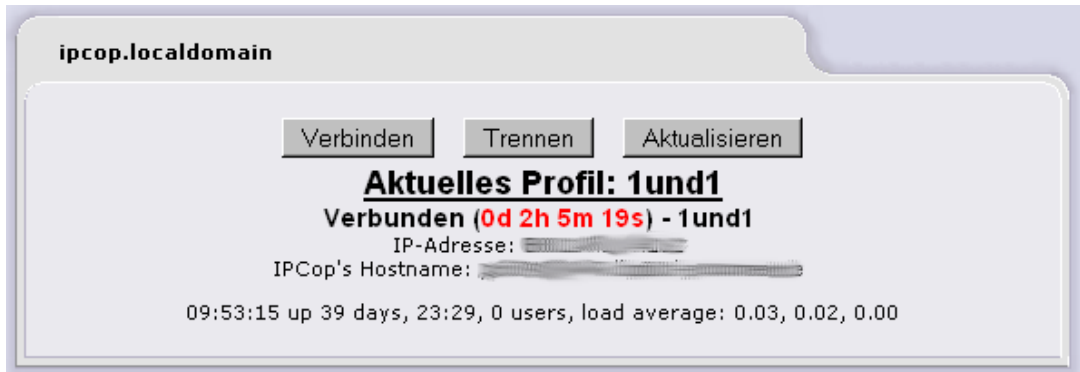 ipcop.localdomain
Verbinden Trennen Aktualisieren
Aktuelles Profil: 1und1
Verbunden (0d 2h 5m 19s) - 1und1
IP-Adresse:
IPCop's Hostname:
09:53:15 up 39 days, 23:29, 0 users, load average: 0.03, 0.02, 0.00